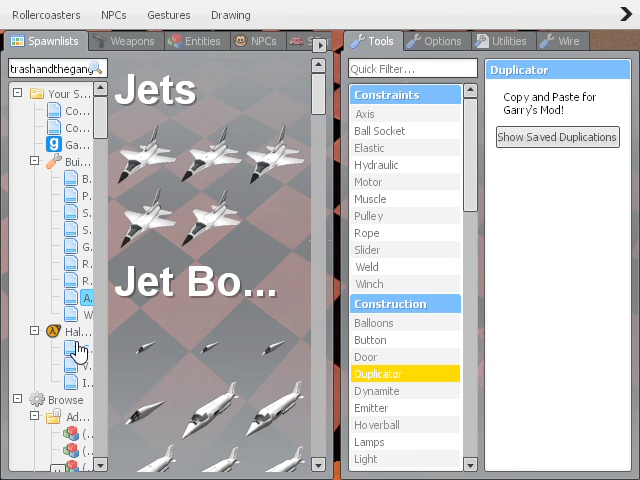 Rollercoasters NPCs Gestures Drawing
Spawnlists Weapons Entities NPCs
Tools Options Utilities Wire
trashandthegang
Your S...
Co...
Co...
Ga...
Bui...
B...
P...
S...
S...
G...
R...
R...
A...
W
Hal...
I...
Browse
Ad...
(...
(...
(...
Jets
Jet Bo...
Quick Filter...
Constraints
Axis
Ball Socket
Elastic
Hydraulic
Motor
Muscle
Pulley
Rope
Slider
Weld
Winch
Construction
Balloons
Button
Door
Duplicator
Dynamite
Emitter
Hoverball
Lamps
Light
Duplicator
Copy and Paste for
Garry's Mod!
Show Saved Duplications